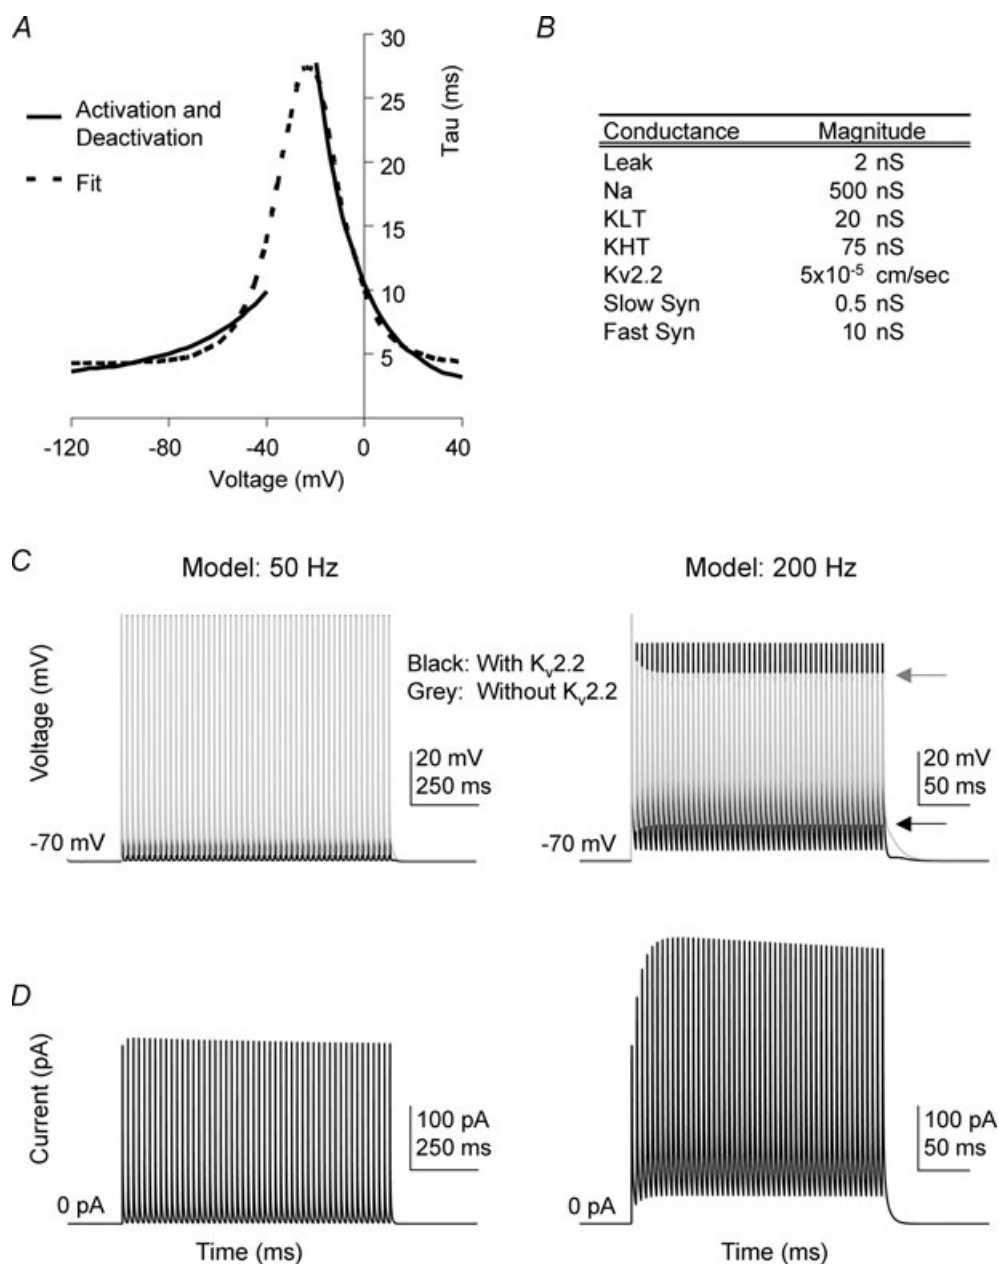 A
30
25
20
15
10
5
Tau (ms)
Activation and
Deactivation
Fit
-120 -80 -40 0 40
Voltage (mV)
B
Conductance Magnitude
Leak 2 nS
Na 500 nS
KLT 20 nS
KHT 75 nS
Kv2.2 5x10⁻⁵ cm/sec
Slow Syn 0.5 nS
Fast Syn 10 nS
C
Model: 50 Hz
Model: 200 Hz
Voltage (mV)
Black: With Kᵥ2.2
Grey: Without Kᵥ2.2
20 mV
250 ms
20 mV
50 ms
-70 mV
-70 mV
D
Current (pA)
100 pA
250 ms
100 pA
50 ms
0 pA
0 pA
Time (ms)
Time (ms)